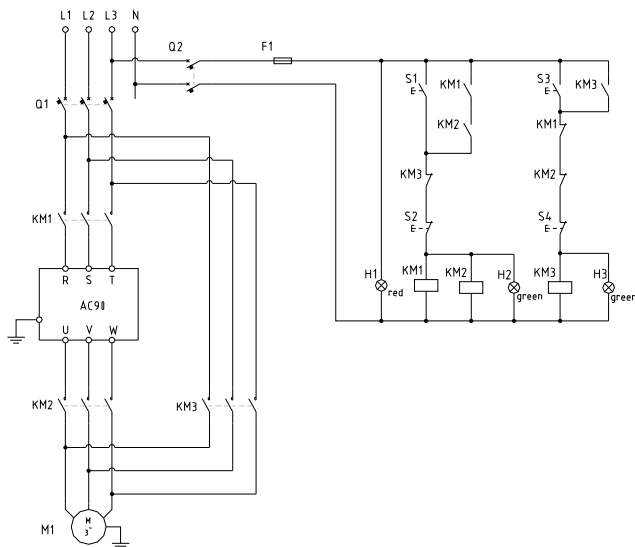 L1 L2 L3 N
Q2
F1
Q1
S1
KM1
S3
KM3
KM2
KM1
KM3
KM2
KM1
S2
S4
R S T
AC90
U V W
H1
red
KM1
KM2
H2
green
KM3
H3
green
KM2
KM3
M1
M
3~